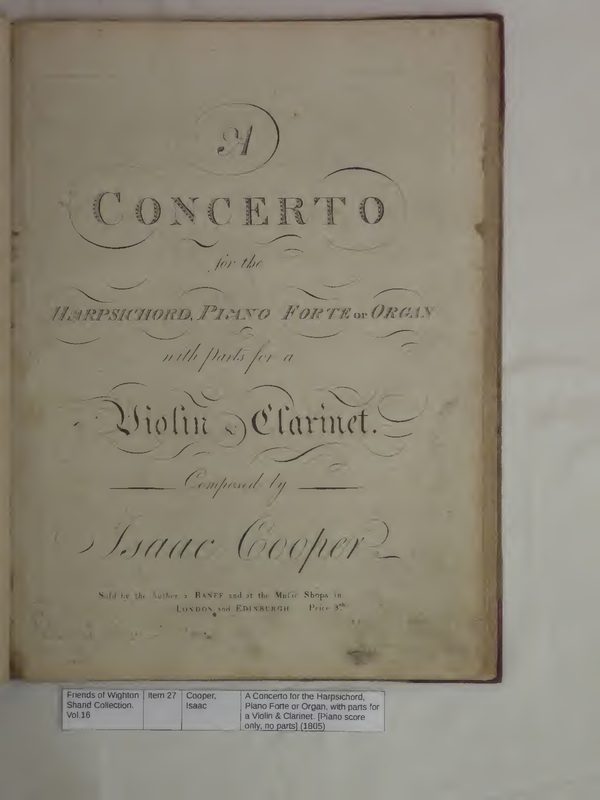 A
CONCERTO
for the
HARPSICHORD, PIANO FORTE or ORGAN
with parts for a
Violin & Clarinet.
Composed by
Isaac Cooper
Sold by the Author a BANFF and at the Music Shops in
LONDON and EDINBURGH Price 8sh
Friends of Wighton Shand Collection. Vol.16
Item 27
Cooper, Isaac
A Concerto for the Harpsichord,
Piano Forte or Organ, with parts for
a Violin & Clarinet. [Piano score
only, no parts] (1805)